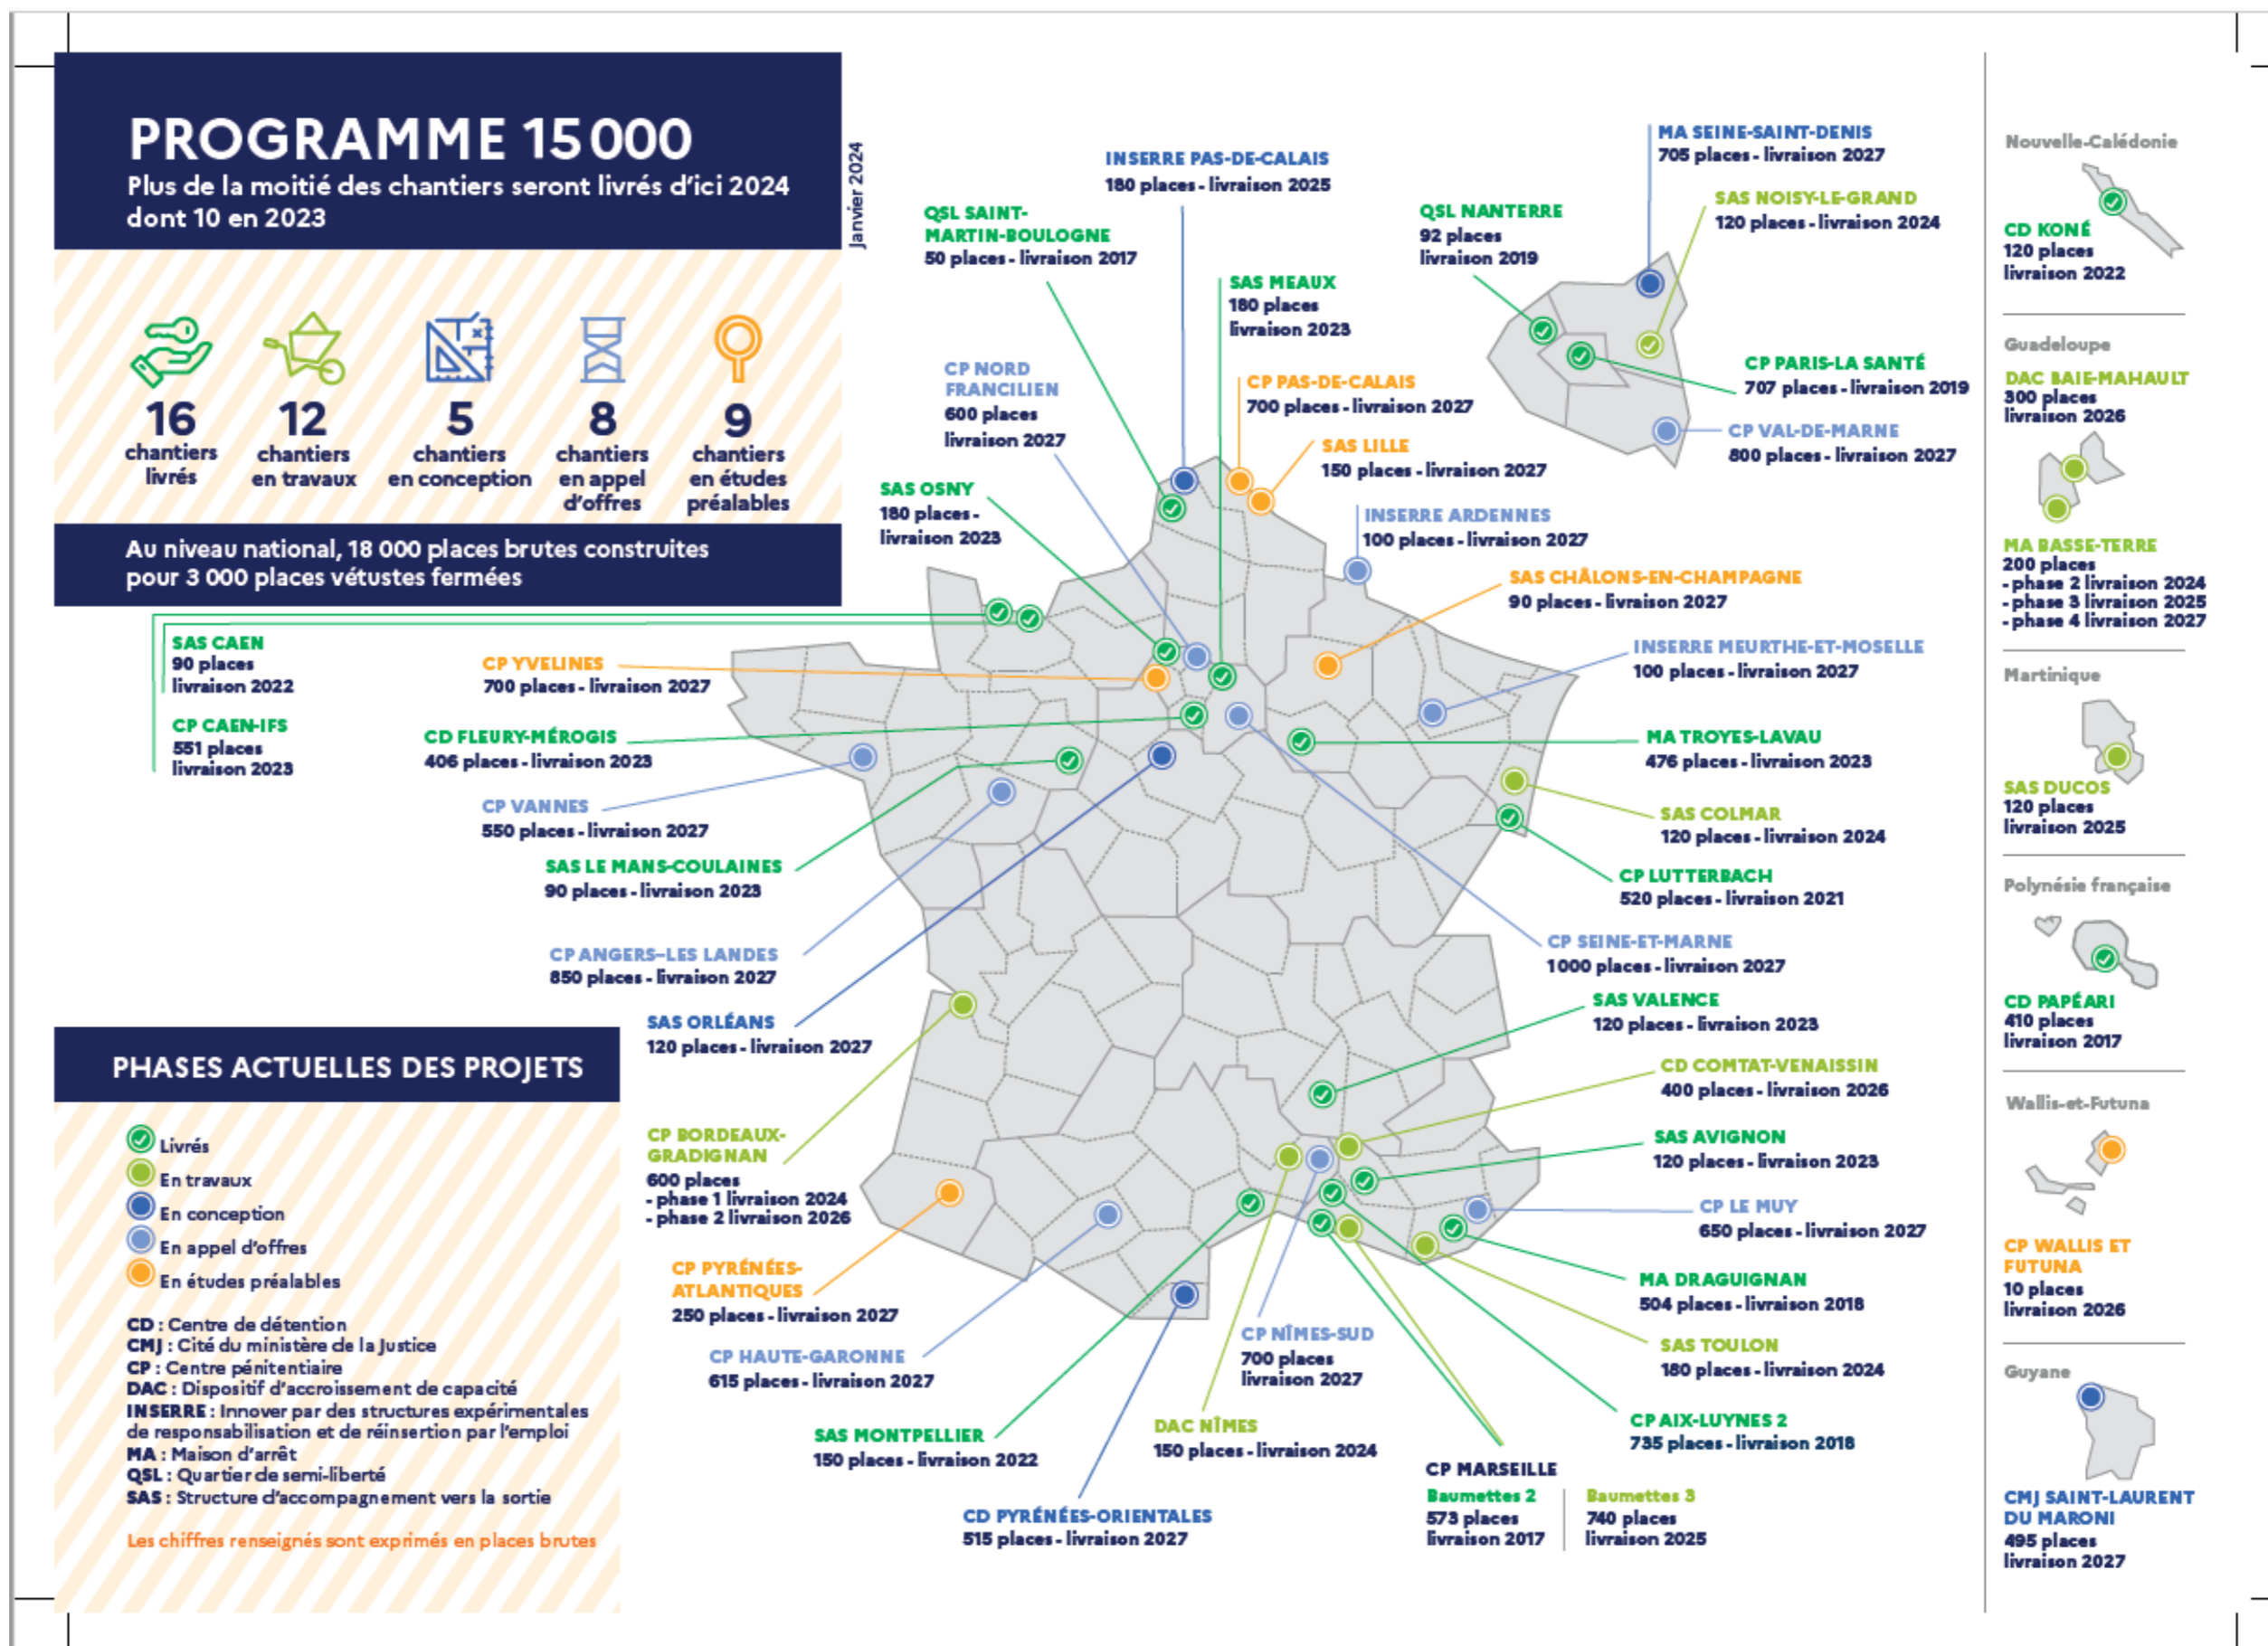 PROGRAMME 15 000
Plus de la moitié des chantiers seront livrés d'ici 2024
dont 10 en 2023
Janvier 2024
16
chantiers
livrés
12
chantiers
en travaux
5
chantiers
en conception
8
chantiers
en appel
d'offres
9
chantiers
en études
préalables
Au niveau national, 18 000 places brutes construites
pour 3 000 places vétustes fermées
SAS CAEN
90 places
livraison 2022
CP CAEN-IFS
551 places
livraison 2023
CP YVELINES
700 places - livraison 2027
CD FLEURY-MÉROGIS
406 places - livraison 2023
CP VANNES
550 places - livraison 2027
SAS LE MANS-COULAINES
90 places - livraison 2023
CP ANGERS–LES LANDES
850 places - livraison 2027
SAS ORLÉANS
120 places - livraison 2027
CP BORDEAUX-
GRADIGNAN
600 places
- phase 1 livraison 2024
- phase 2 livraison 2026
CP PYRÉNÉES-
ATLANTIQUES
250 places - livraison 2027
CP HAUTE-GARONNE
615 places - livraison 2027
SAS MONTPELLIER
150 places - livraison 2022
CD PYRÉNÉES-ORIENTALES
515 places - livraison 2027
INSERRE PAS-DE-CALAIS
180 places - livraison 2025
QSL SAINT-
MARTIN-BOULOGNE
50 places - livraison 2017
SAS MEAUX
180 places
livraison 2023
CP NORD
FRANCILIEN
600 places
livraison 2027
CP PAS-DE-CALAIS
700 places - livraison 2027
SAS LILLE
150 places - livraison 2027
SAS OSNY
180 places -
livraison 2023
INSERRE ARDENNES
100 places - livraison 2027
MA SEINE-SAINT-DENIS
705 places - livraison 2027
SAS NOISY-LE-GRAND
120 places - livraison 2024
QSL NANTERRE
92 places
livraison 2019
CP PARIS-LA SANTÉ
707 places - livraison 2019
CP VAL-DE-MARNE
800 places - livraison 2027
SAS CHÂLONS-EN-CHAMPAGNE
90 places - livraison 2027
INSERRE MEURTHE-ET-MOSELLE
100 places - livraison 2027
MA TROYES-LAVAU
476 places - livraison 2023
SAS COLMAR
120 places - livraison 2024
CP LUTTERBACH
520 places - livraison 2021
CP SEINE-ET-MARNE
1000 places - livraison 2027
SAS VALENCE
120 places - livraison 2023
CD COMTAT-VENAISSIN
400 places - livraison 2026
SAS AVIGNON
120 places - livraison 2023
CP LE MUY
650 places - livraison 2027
MA DRAGUIGNAN
504 places - livraison 2018
SAS TOULON
180 places - livraison 2024
CP AIX-LUYNES 2
735 places - livraison 2018
CP NÎMES-SUD
700 places
livraison 2027
DAC NÎMES
150 places - livraison 2024
CP MARSEILLE
Baumettes 2
573 places
livraison 2017
Baumettes 3
740 places
livraison 2025
PHASES ACTUELLES DES PROJETS
Livrés
En travaux
En conception
En appel d'offres
En études préalables
CD : Centre de détention
CMJ : Cité du ministère de la Justice
CP : Centre pénitentiaire
DAC : Dispositif d'accroissement de capacité
INSERRE : Innover par des structures expérimentales
de responsabilisation et de réinsertion par l'emploi
MA : Maison d'arrêt
QSL : Quartier de semi-liberté
SAS : Structure d'accompagnement vers la sortie
Les chiffres renseignés sont exprimés en places brutes
Nouvelle-Calédonie
CD KONÉ
120 places
livraison 2022
Guadeloupe
DAC BAIE-MAHAULT
300 places
livraison 2026
MA BASSE-TERRE
200 places
- phase 2 livraison 2024
- phase 3 livraison 2025
- phase 4 livraison 2027
Martinique
SAS DUCOS
120 places
livraison 2025
Polynésie française
CD PAPÉARI
410 places
livraison 2017
Wallis-et-Futuna
CP WALLIS ET
FUTUNA
10 places
livraison 2026
Guyane
CMJ SAINT-LAURENT
DU MARONI
495 places
livraison 2027